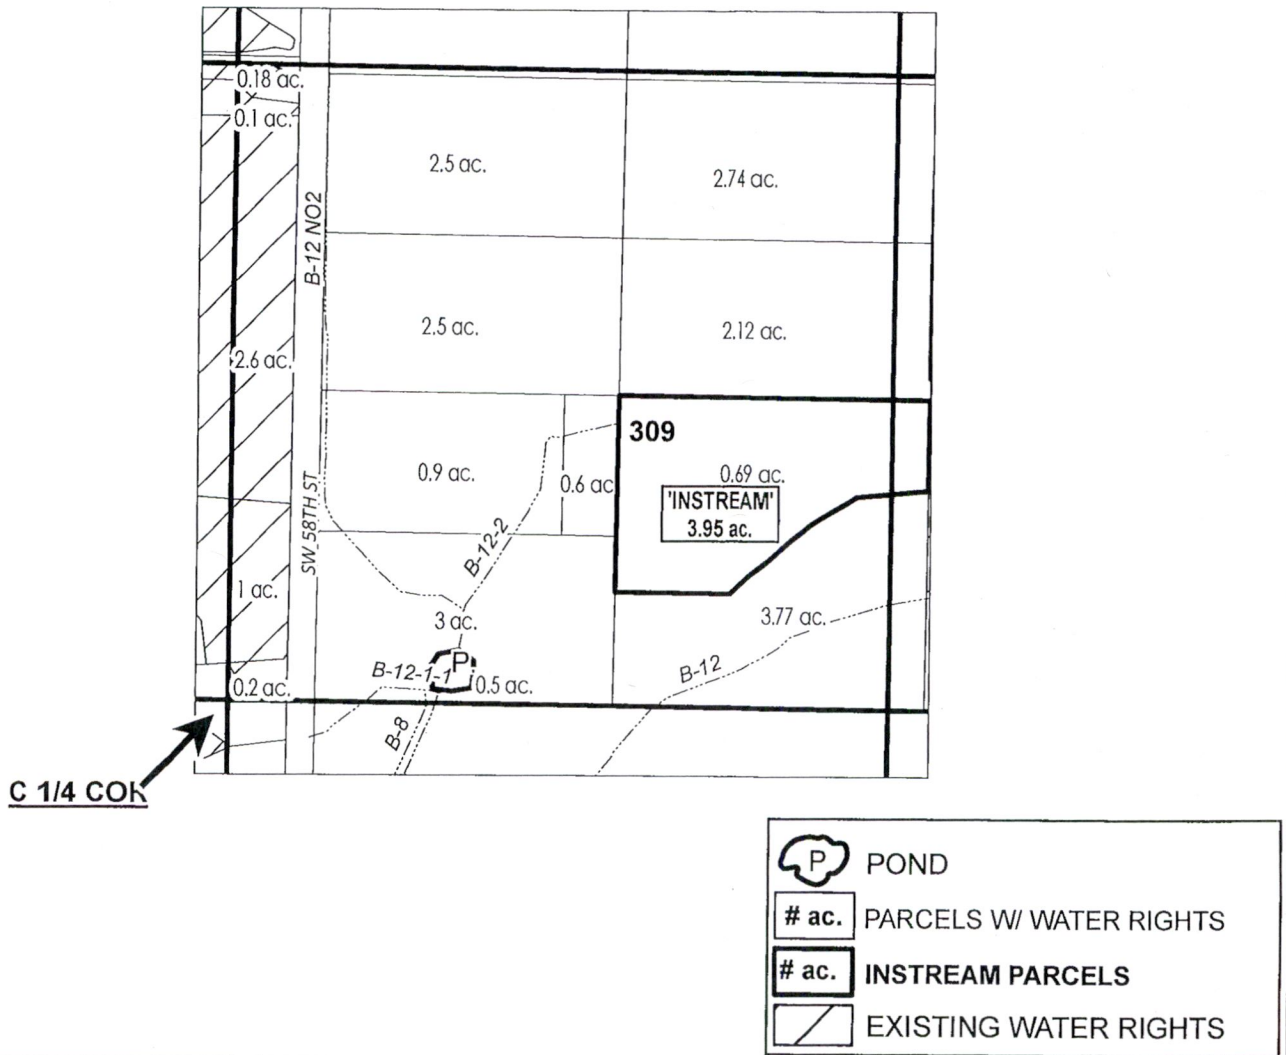 0.18 ac.
0.1 ac.
2.5 ac.
2.74 ac.
B-12 NO2
2.5 ac.
2.12 ac.
2.6 ac.
309
0.9 ac.
0.6 ac
0.69 ac.
'INSTREAM'
3.95 ac.
SW 58TH ST
B-12-2
1 ac.
3 ac.
3.77 ac.
P
B-12-1-1
B-12
0.2 ac.
0.5 ac.
B-8
C 1/4 COR
P POND
# ac. PARCELS W/ WATER RIGHTS
# ac. INSTREAM PARCELS
EXISTING WATER RIGHTS